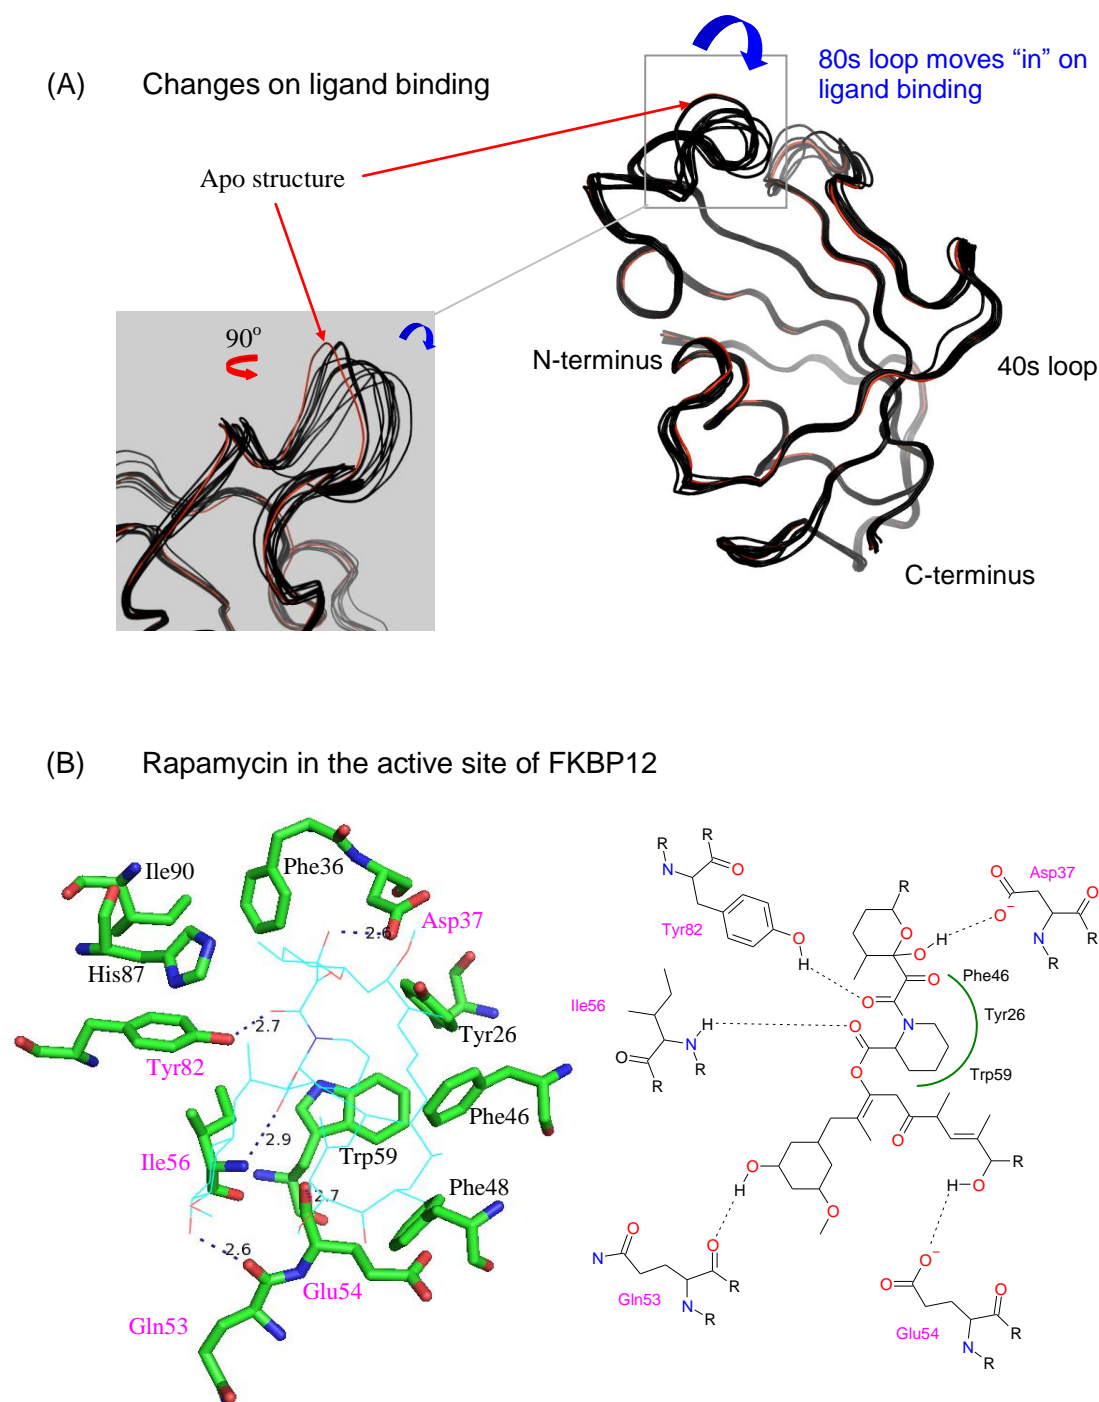 (A) Changes on ligand binding
80s loop moves “in” on
ligand binding
Apo structure
90°
N-terminus
40s loop
C-terminus
(B) Rapamycin in the active site of FKBP12
Ile90
Phe36
Asp37
2.6
His87
2.7
Tyr26
Tyr82
Phe46
2.9
Ile56
Trp59
2.7
Phe48
2.6
Glu54
Gln53
R
R
N
O
Tyr82
O
H
R
O
O
H
O
O
O⁻
Asp37
O
N
R
R
Phe46
Tyr26
Trp59
O
N
O
O
Ile56
H
N
R
O
R
O
R
O
H
H
O
O
O
N
O
R
N
R
Gln53
O⁻
O
O
R
N
R
Glu54